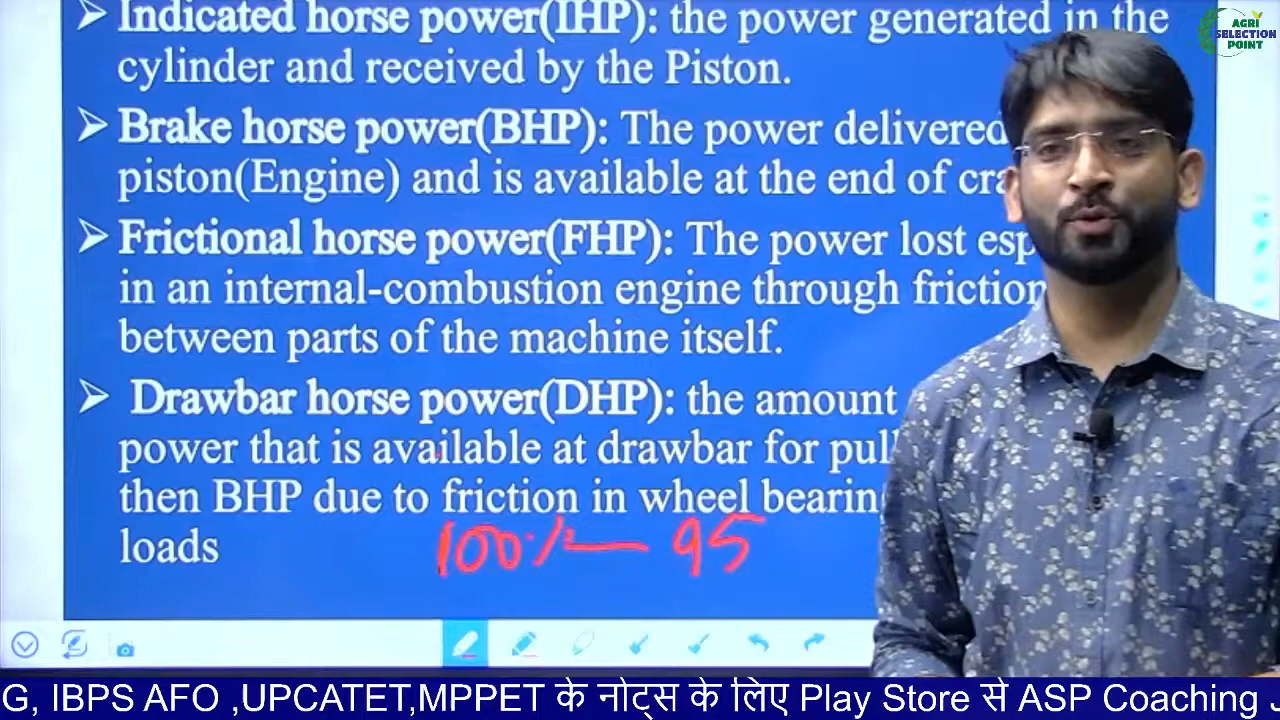 Indicated horse power(IHP): the power generated in the
cylinder and received by the Piston.
Brake horse power(BHP): The power delivered
piston(Engine) and is available at the end of
Frictional horse power(FHP): The power lost
in an internal-combustion engine through friction
between parts of the machine itself.
Drawbar horse power(DHP): the amount
power that is available at drawbar for
then BHP due to friction in wheel
loads
100% — 95
AGRI
SELECTION
POINT
G, IBPS AFO ,UPCATET,MPPET के नोट्स के लिए Play Store से ASP Coaching